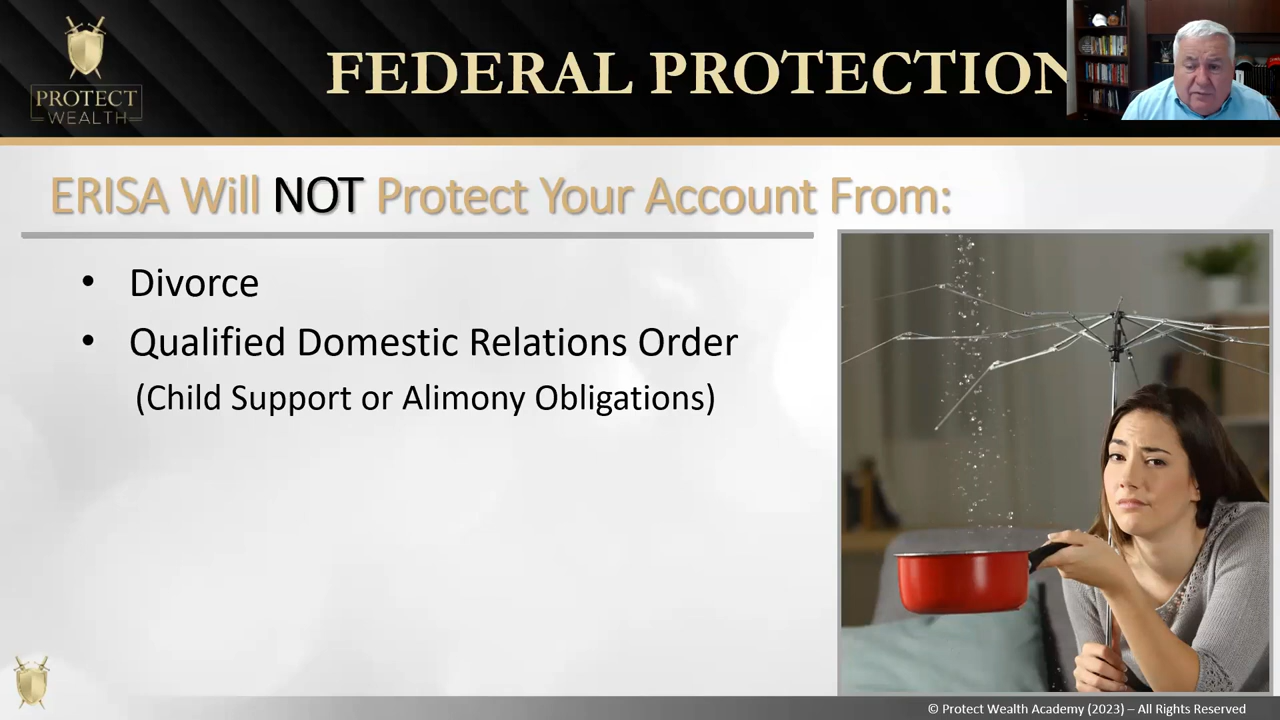 PROTECT
WEALTH
FEDERAL PROTECTION
ERISA Will NOT Protect Your Account From:
• Divorce
• Qualified Domestic Relations Order
(Child Support or Alimony Obligations)
© Protect Wealth Academy (2023) – All Rights Reserved